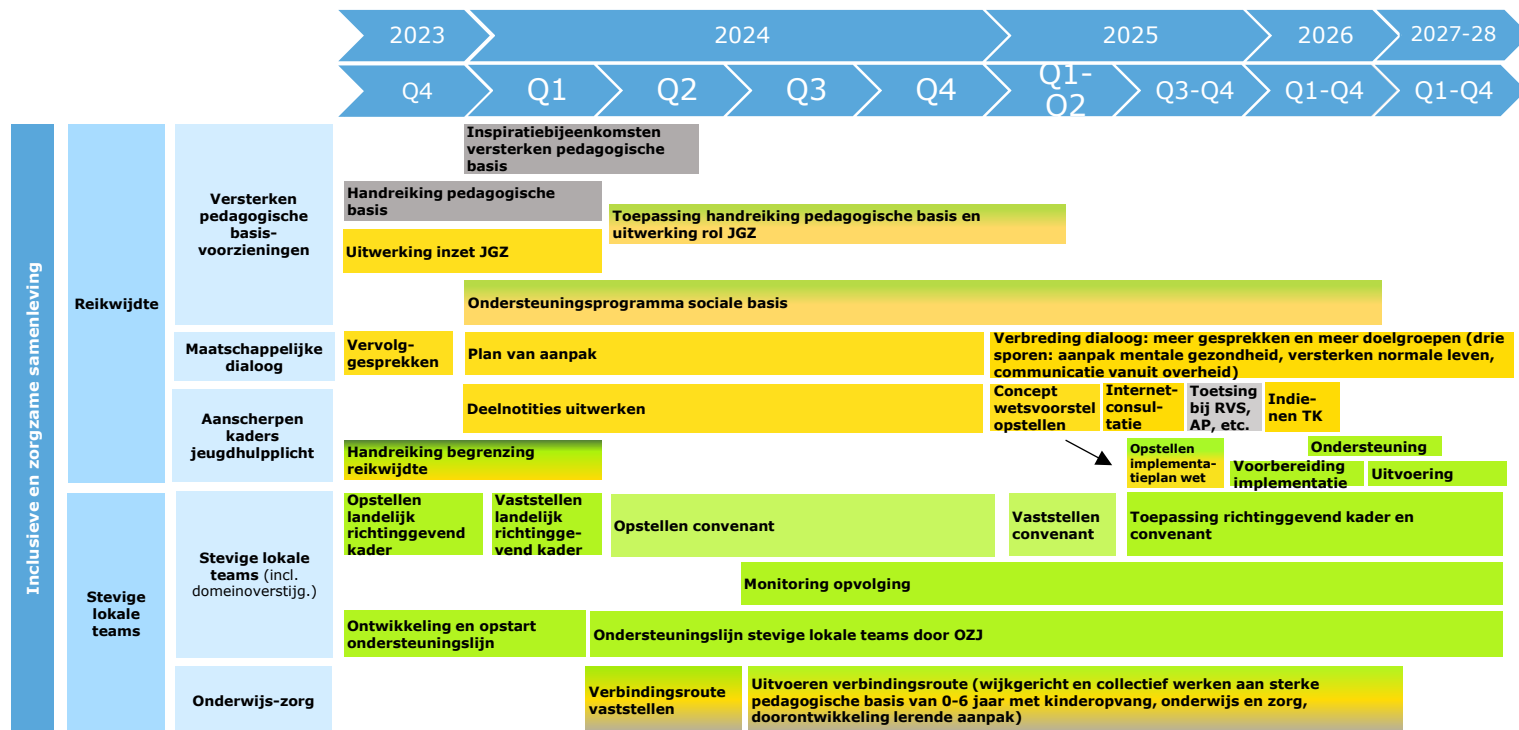 2023
2024
2025
2026
2027-28
Q4
Q1
Q2
Q3
Q4
Q1-
Q2
Q3-Q4
Q1-Q4
Q1-Q4
Inclusieve en zorgzame samenleving
Reikwijdte
Versterken
pedagogische
basis-
voorzieningen
Inspiratiebijeenkomsten
versterken pedagogische
basis
Handreiking pedagogische
basis
Toepassing handreiking pedagogische basis en
uitwerking rol JGZ
Uitwerking inzet JGZ
Ondersteuningsprogramma sociale basis
Maatschappelijke
dialoog
Vervolg-
gesprekken
Plan van aanpak
Verbreding dialoog: meer gesprekken en meer doelgroepen (drie
sporen: aanpak mentale gezondheid, versterken normale leven,
communicatie vanuit overheid)
Aanscherpen
kaders
jeugdhulpplicht
Deelnotities uitwerken
Concept
wetsvoorstel
opstellen
Internet-
consul-
tatie
Toetsing
bij RVS,
AP, etc.
Indie-
nen TK
Handreiking begrenzing
reikwijdte
Opstellen
implementa-
tieplan wet
Ondersteuning
Voorbereiding
implementatie
Uitvoering
Stevige
lokale
teams
Stevige lokale
teams (incl.
domeinoverstijg.)
Opstellen
landelijk
richtinggevend
kader
Vaststellen
landelijk
richtingge-
vend kader
Opstellen convenant
Vaststellen
convenant
Toepassing richtinggevend kader en
convenant
Monitoring opvolging
Ontwikkeling en opstart
ondersteuningslijn
Ondersteuningslijn stevige lokale teams door OZJ
Onderwijs-zorg
Verbindingsroute
vaststellen
Uitvoeren verbindingsroute (wijkgericht en collectief werken aan sterke
pedagogische basis van 0-6 jaar met kinderopvang, onderwijs en zorg,
doorontwikkeling lerende aanpak)